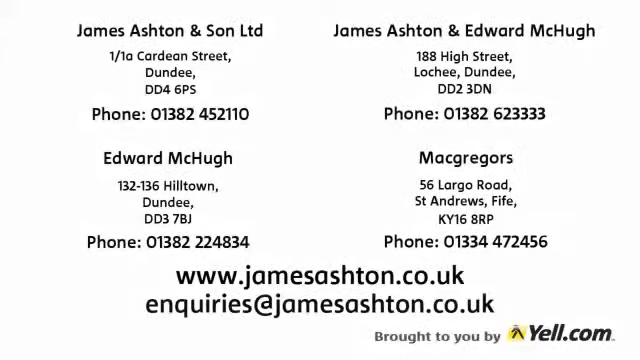 James Ashton & Son Ltd
1/1a Cardean Street,
Dundee,
DD4 6PS
Phone: 01382 452110
James Ashton & Edward McHugh
188 High Street,
Lochee, Dundee,
DD2 3DN
Phone: 01382 623333
Edward McHugh
132-136 Hilltown,
Dundee,
DD3 7BJ
Phone: 01382 224834
Macgregors
56 Largo Road,
St Andrews, Fife,
KY16 8RP
Phone: 01334 472456
www.jamesashton.co.uk
enquiries@jamesashton.co.uk
Brought to you by Yell.com